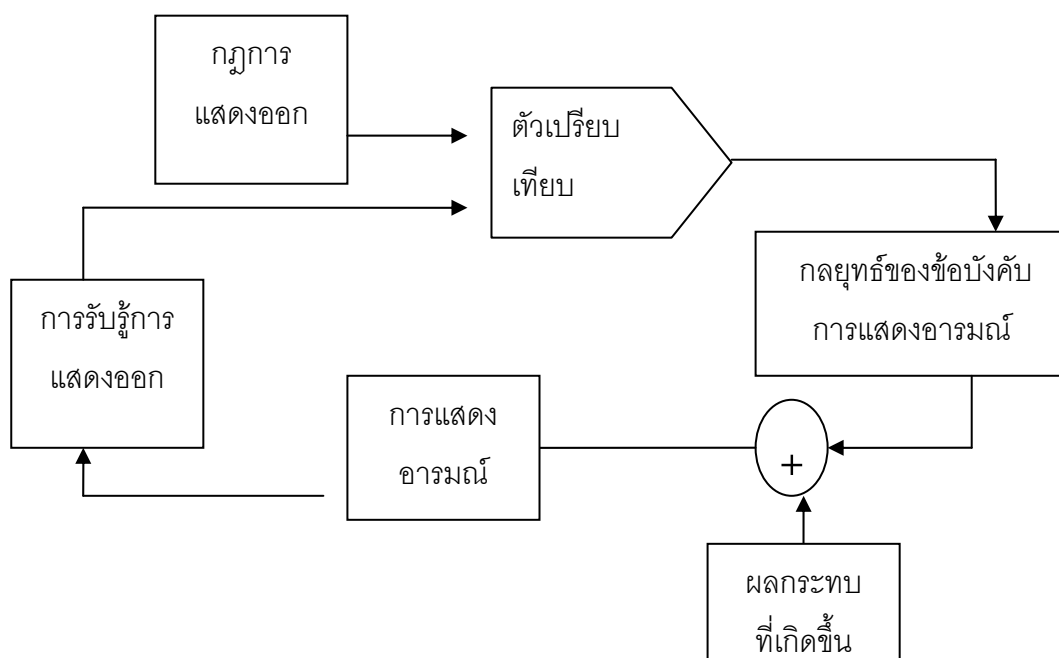 กฎการ
แสดงออก
ตัวเปรียบ
เทียบ
กลยุทธ์ของข้อบังคับ
การแสดงอารมณ์
การรับรู้การ
แสดงออก
การแสดง
อารมณ์
+
ผลกระทบ
ที่เกิดขึ้น